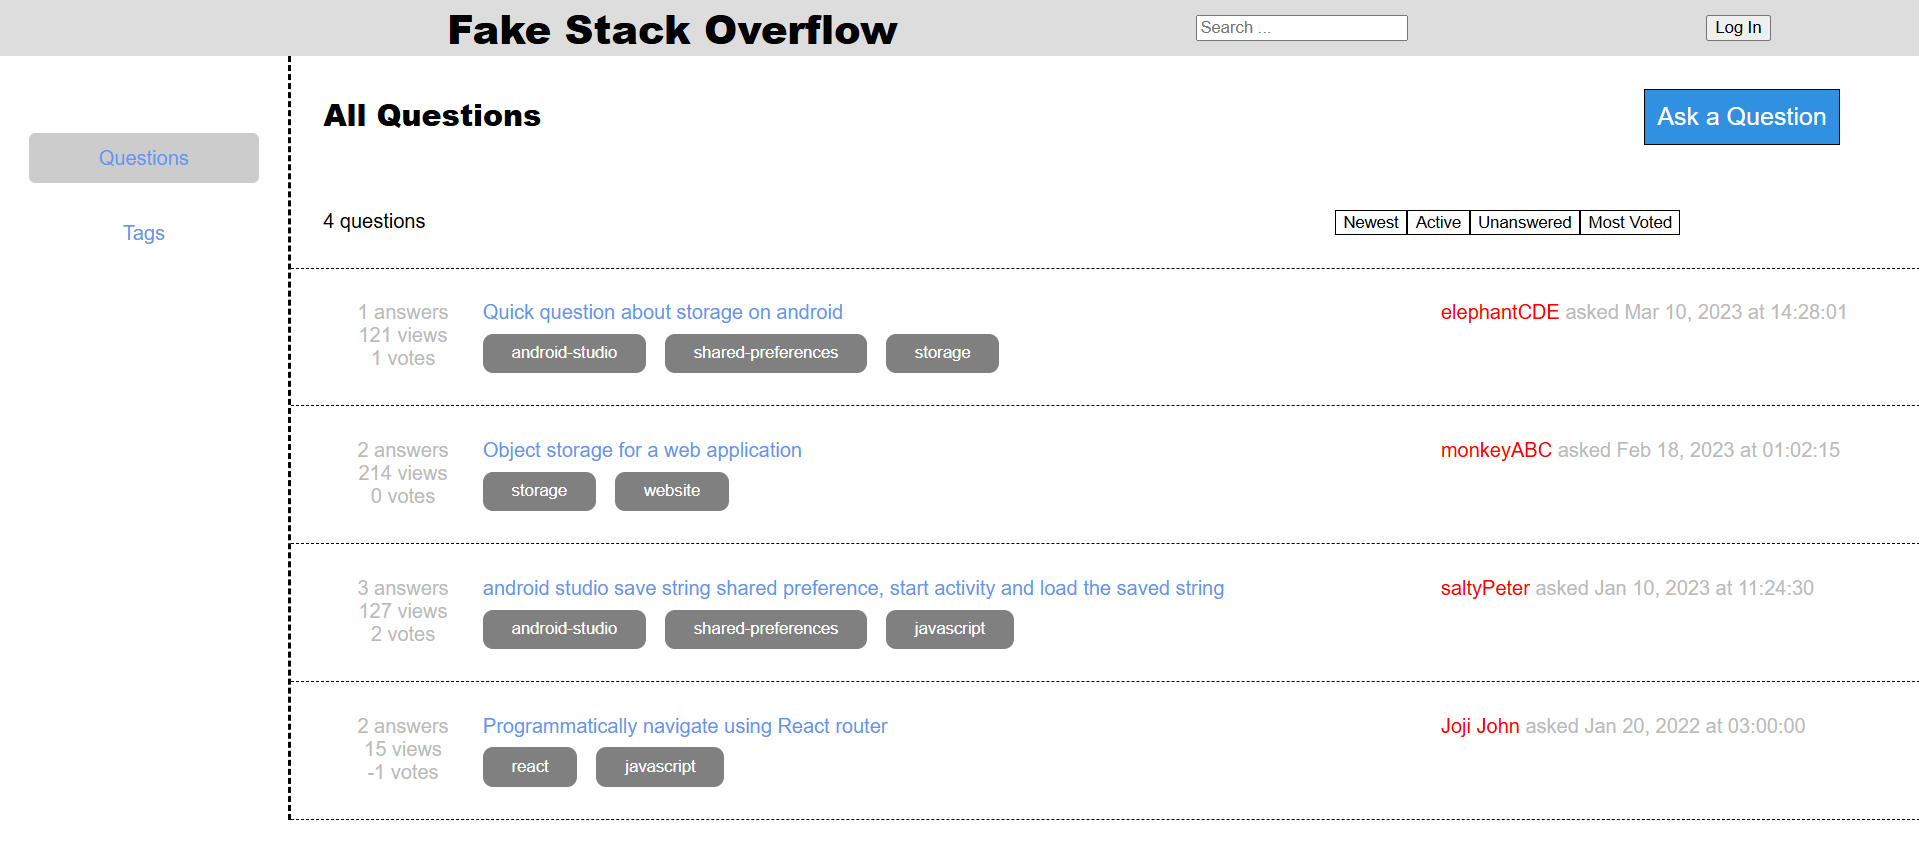 Fake Stack Overflow Search ... Log In
All Questions Ask a Question
Questions
Tags
4 questions Newest Active Unanswered Most Voted
1 answers Quick question about storage on android elephantCDE asked Mar 10, 2023 at 14:28:01
121 views
1 votes
android-studio shared-preferences storage
2 answers Object storage for a web application monkeyABC asked Feb 18, 2023 at 01:02:15
214 views
0 votes
storage website
3 answers android studio save string shared preference, start activity and load the saved string saltyPeter asked Jan 10, 2023 at 11:24:30
127 views
2 votes
android-studio shared-preferences javascript
2 answers Programmatically navigate using React router Joji John asked Jan 20, 2022 at 03:00:00
15 views
-1 votes
react javascript